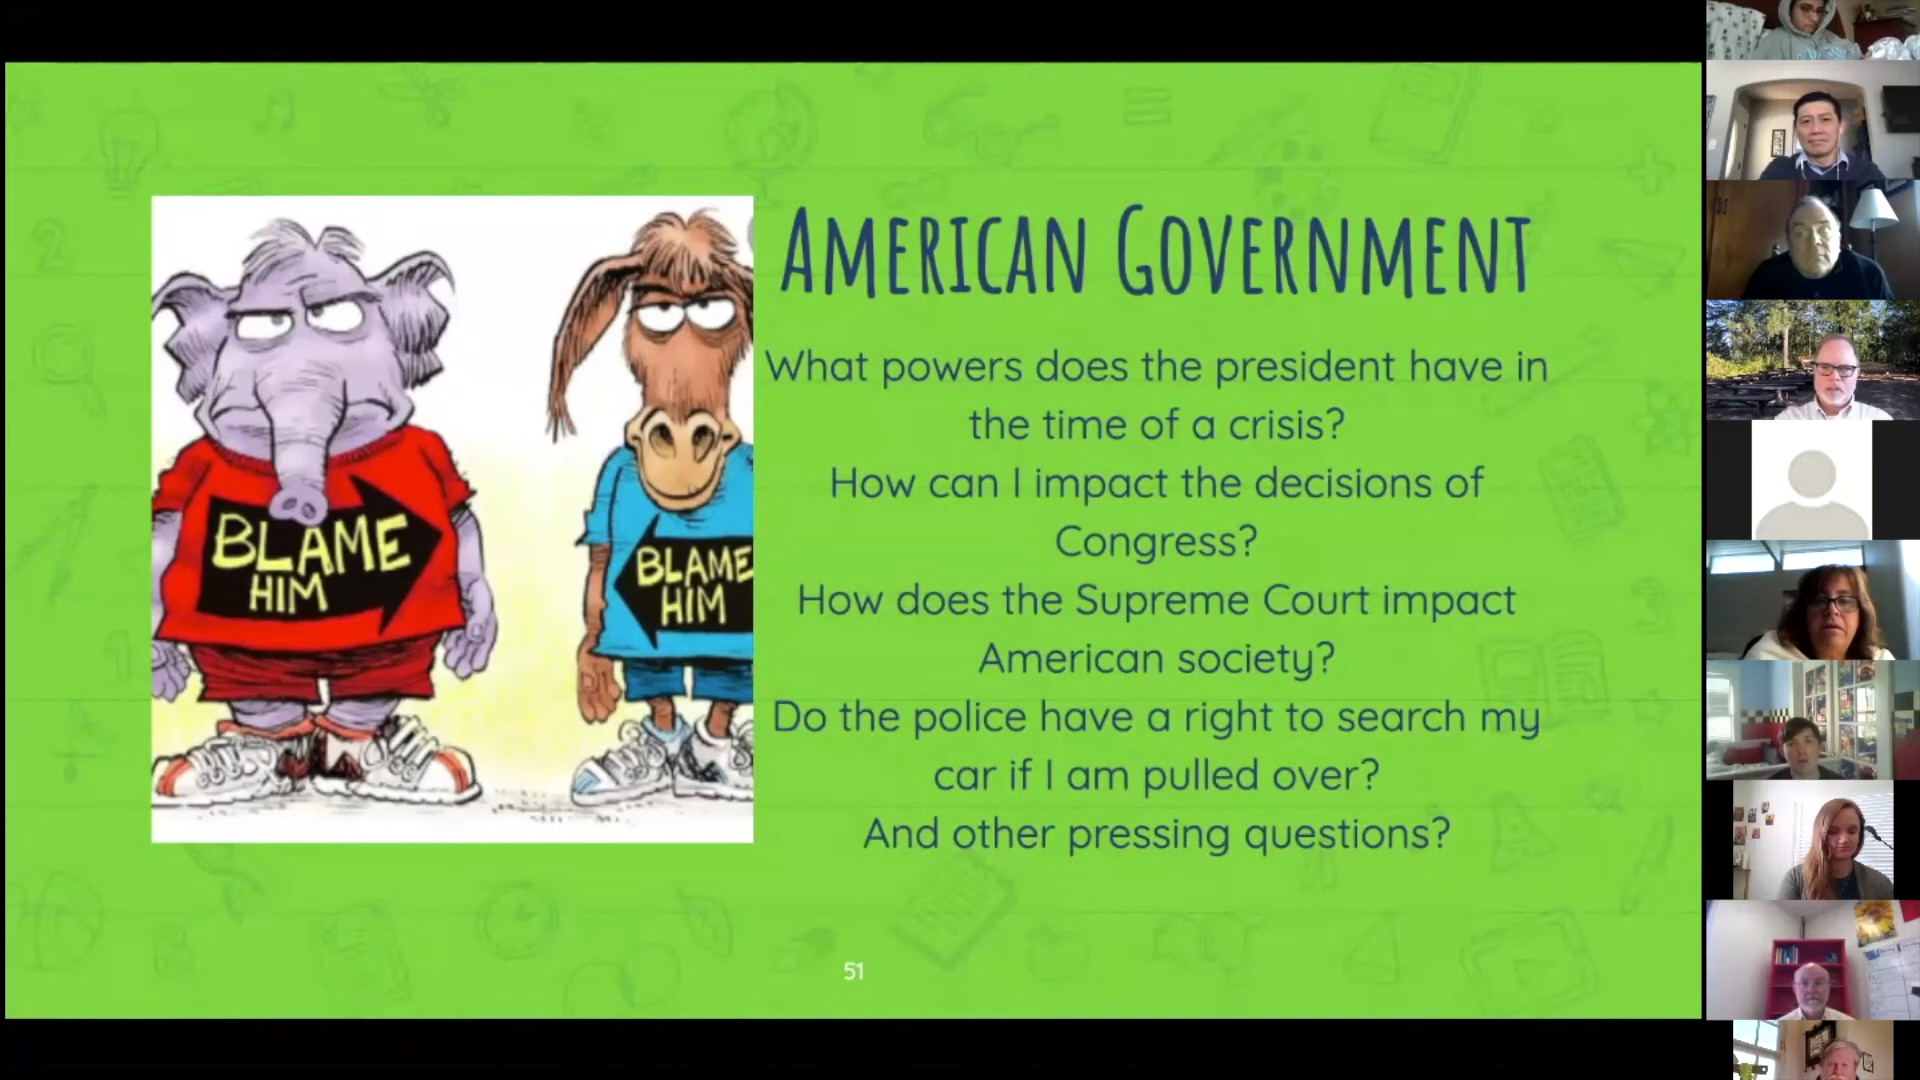 BLAME
HIM
BLAME
HIM
AMERICAN GOVERNMENT
What powers does the president have in
the time of a crisis?
How can I impact the decisions of
Congress?
How does the Supreme Court impact
American society?
Do the police have a right to search my
car if I am pulled over?
And other pressing questions?
51